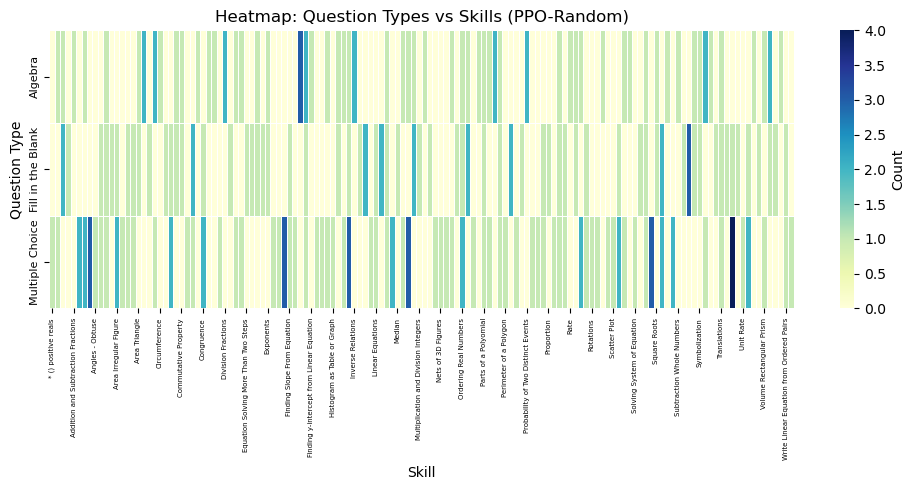 Heatmap: Question Types vs Skills (PPO-Random)
Question Type
Algebra
Fill in the Blank
Multiple Choice
* () positive reals
Addition and Subtraction Fractions
Angles - Obtuse
Area Irregular Figure
Area Triangle
Circumference
Commutative Property
Congruence
Division Fractions
Equation Solving More Than Two Steps
Exponents
Finding Slope From Equation
Finding y-intercept from Linear Equation
Histogram as Table or Graph
Inverse Relations
Linear Equations
Median
Multiplication and Division Integers
Nets of 3D Figures
Ordering Real Numbers
Parts of a Polyomial
Perimeter of a Polygon
Probability of Two Distinct Events
Proportion
Rate
Rotations
Scatter Plot
Solving System of Equation
Square Roots
Subtraction Whole Numbers
Symbolization
Translations
Unit Rate
Volume Rectangular Prism
Write Linear Equation from Ordered Pairs
Skill
4.0
3.5
3.0
2.5
2.0
1.5
1.0
0.5
0.0
Count